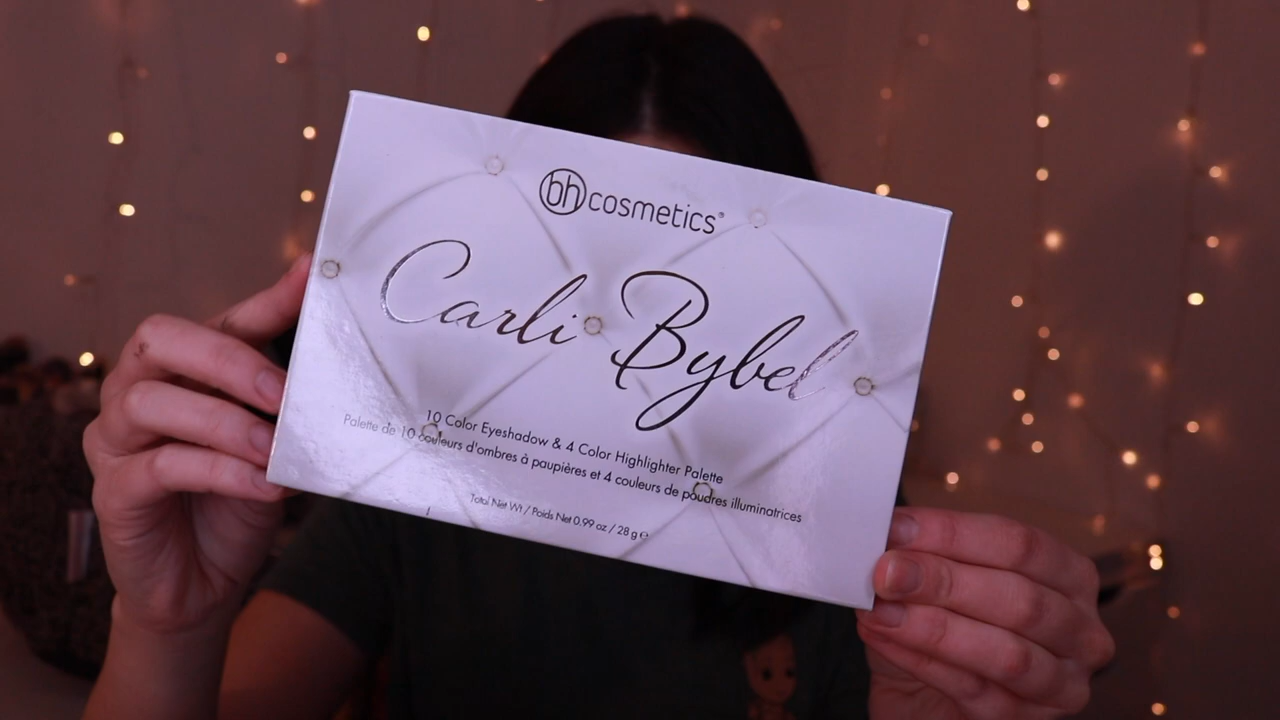 bh cosmetics®
Carli Bybel
10 Color Eyeshadow & 4 Color Highlighter Palette
Palette de 10 couleurs d'ombres à paupières et 4 couleurs de poudres illuminatrices
Total Net Wt / Poids Net 0.99 oz / 28 g ℮